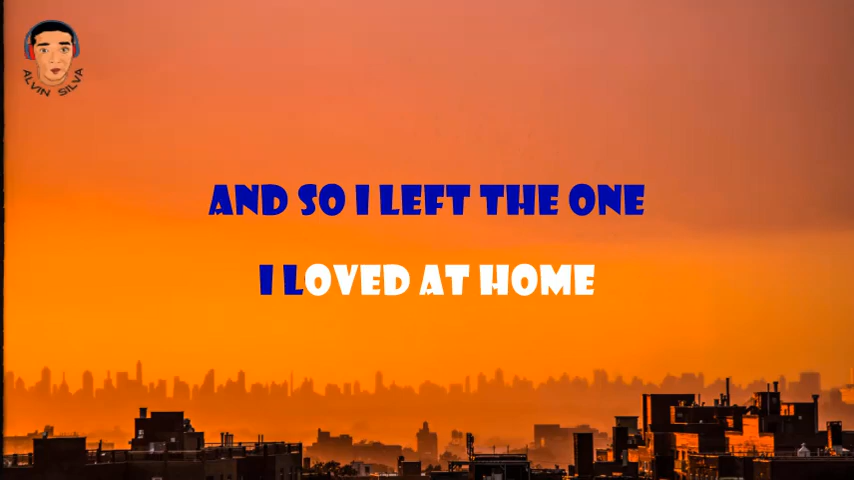 ALVIN SILVA
AND SO I LEFT THE ONE
I LOVED AT HOME